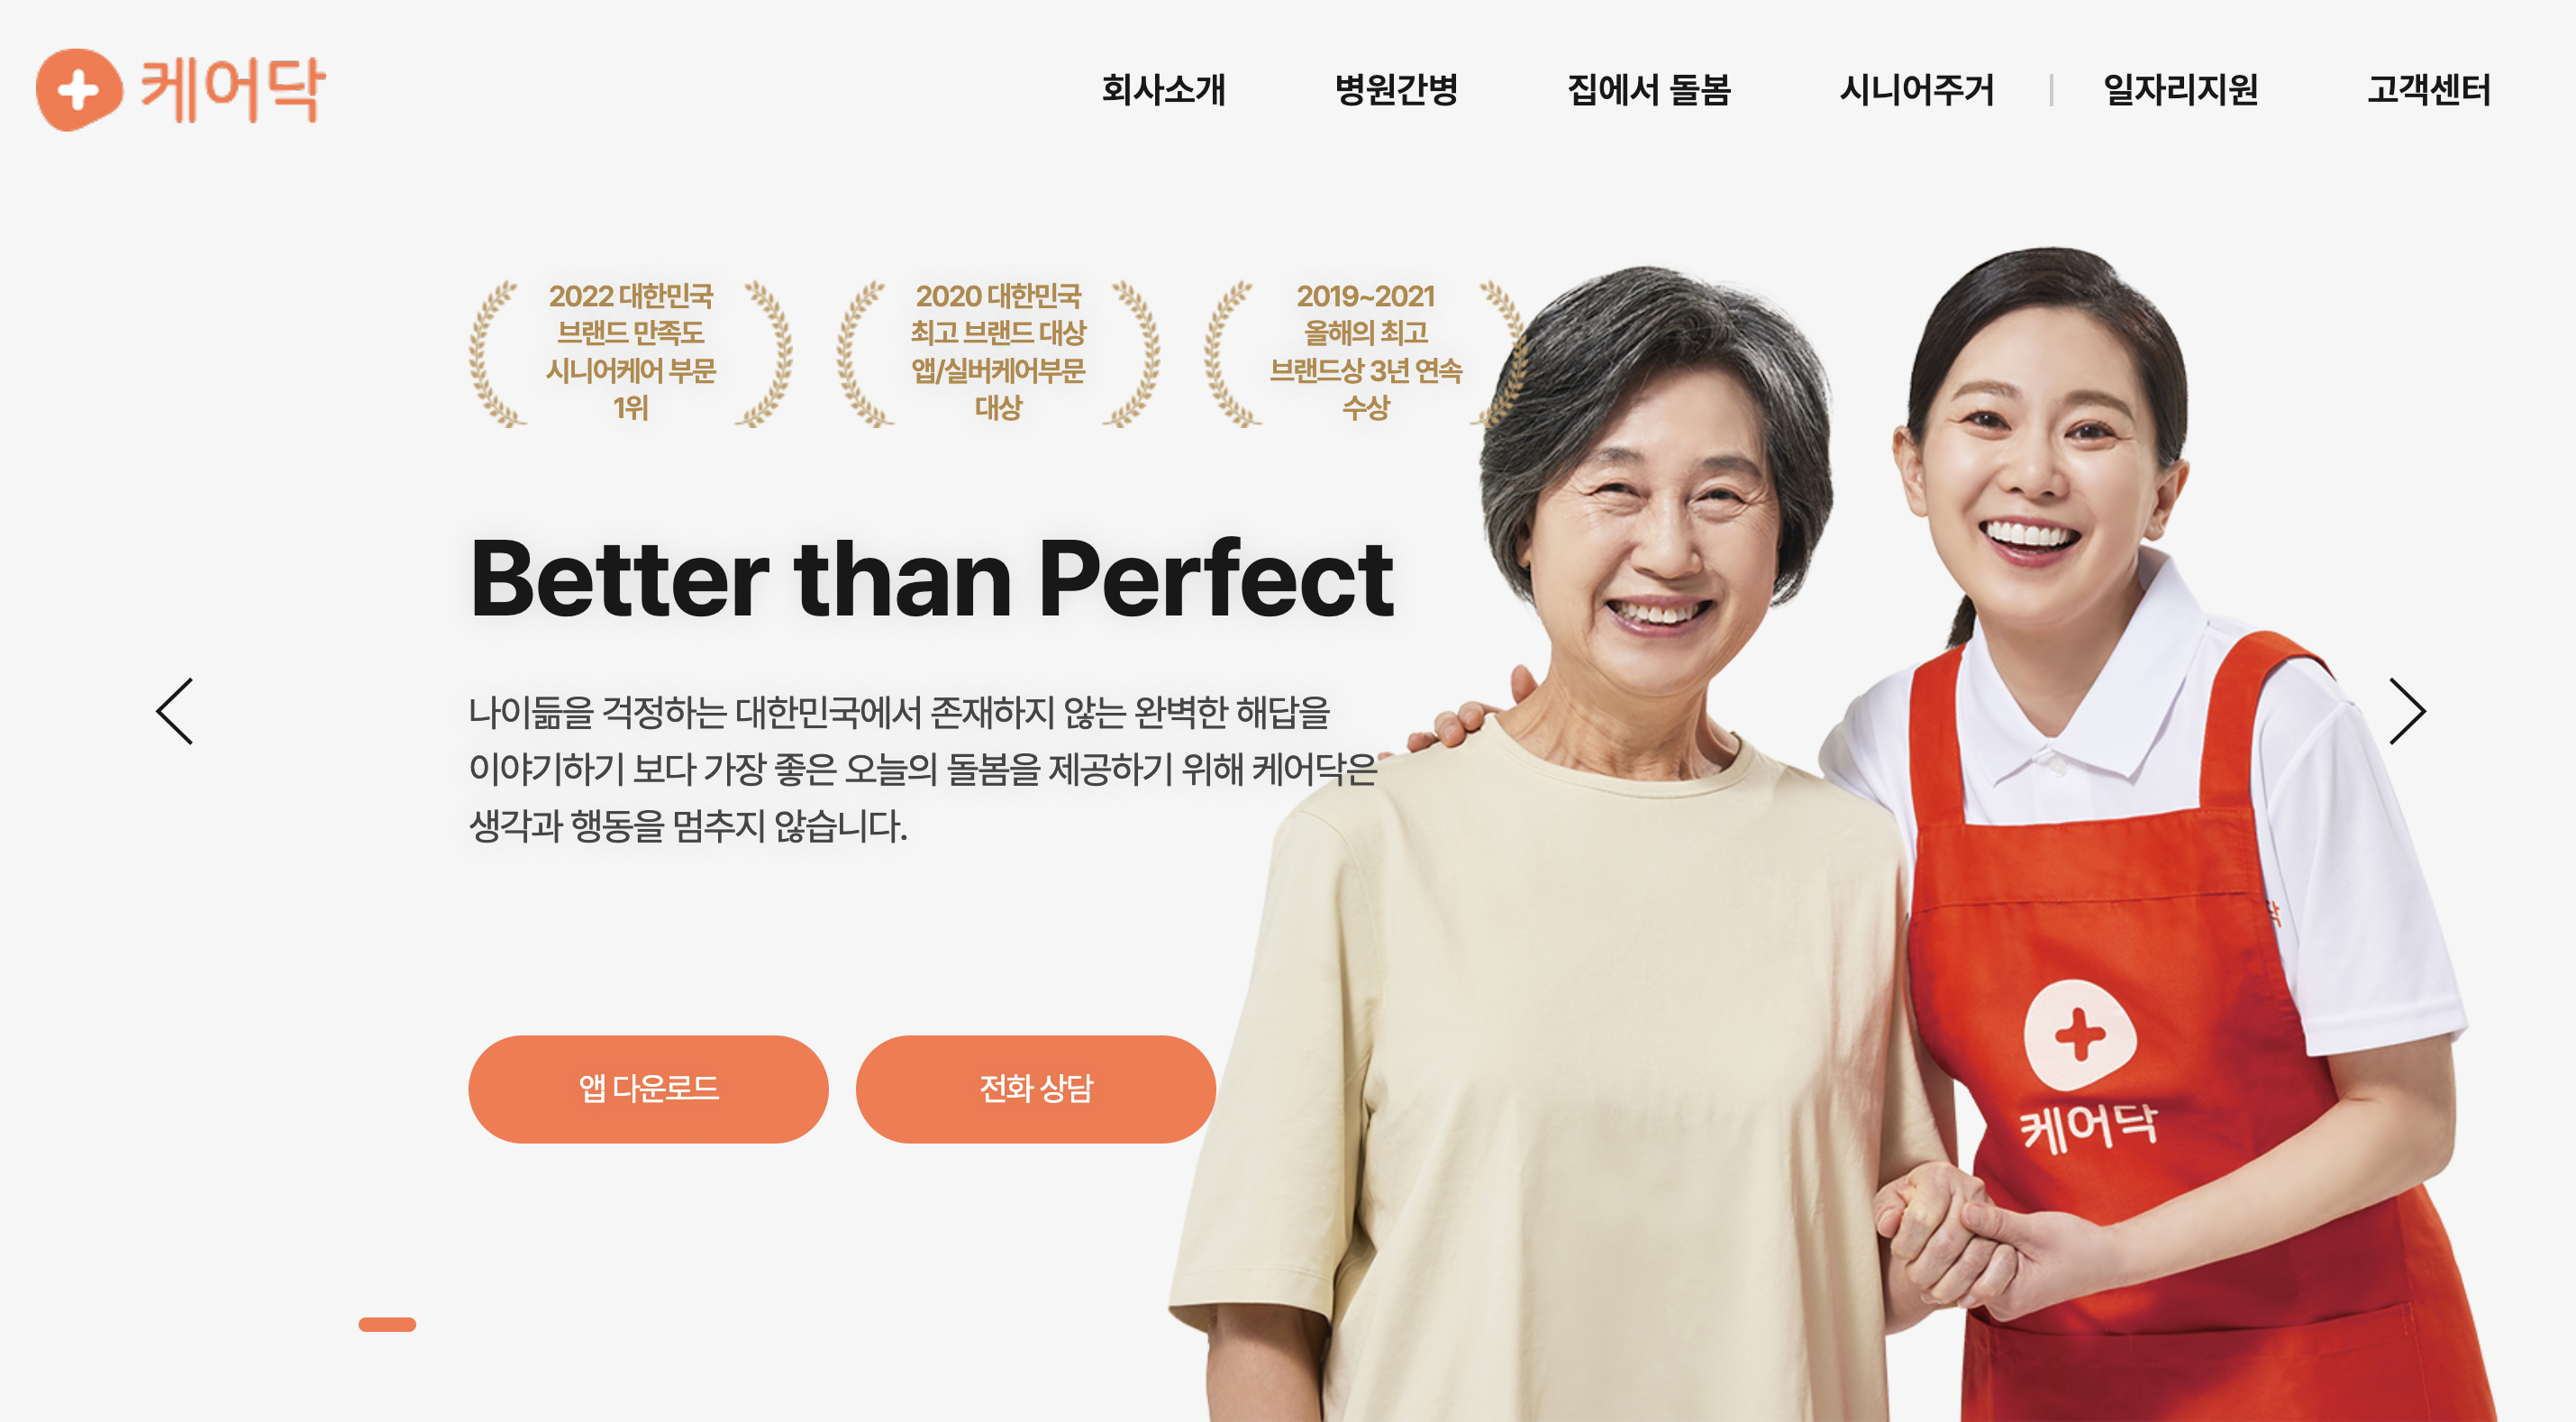 케어닥
회사소개
병원간병
집에서 돌봄
시니어주거
일자리지원
고객센터
2022 대한민국
브랜드 만족도
시니어케어 부문
1위
2020 대한민국
최고 브랜드 대상
앱/실버케어부문
대상
2019~2021
올해의 최고
브랜드상 3년 연속
수상
Better than Perfect
나이듦을 걱정하는 대한민국에서 존재하지 않는 완벽한 해답을
이야기하기 보다 가장 좋은 오늘의 돌봄을 제공하기 위해 케어닥은
생각과 행동을 멈추지 않습니다.
앱 다운로드
전화 상담
케어닥